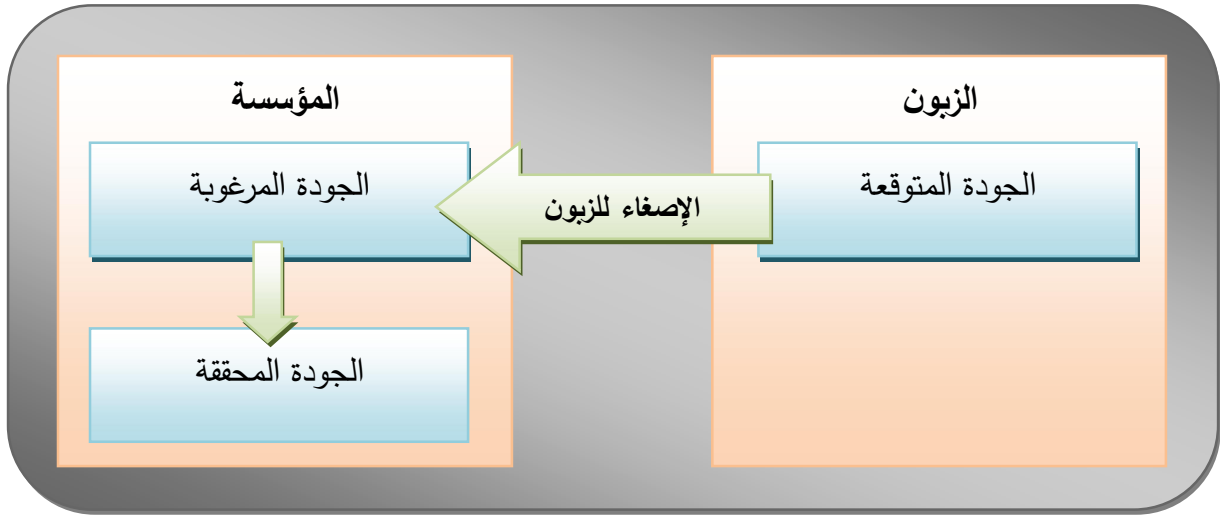 الزبون
الجودة المتوقعة
الإصغاء للزبون
المؤسسة
الجودة المرغوبة
الجودة المحققة